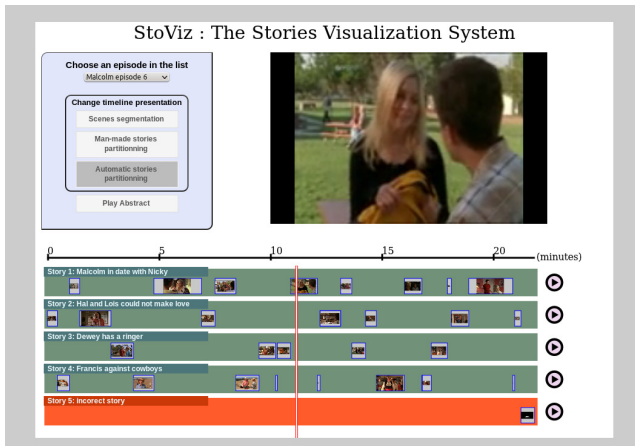 StoViz : The Stories Visualization System
Choose an episode in the list
Malcolm episode 6
Change timeline presentation
Scenes segmentation
Man-made stories
partitionning
Automatic stories
partitionning
Play Abstract
0 5 10 15 20 (minutes)
Story 1: Malcolm in date with Nicky
Story 2: Hal and Lois could not make love
Story 3: Dewey has a ringer
Story 4: Francis against cowboys
Story 5: incorect story